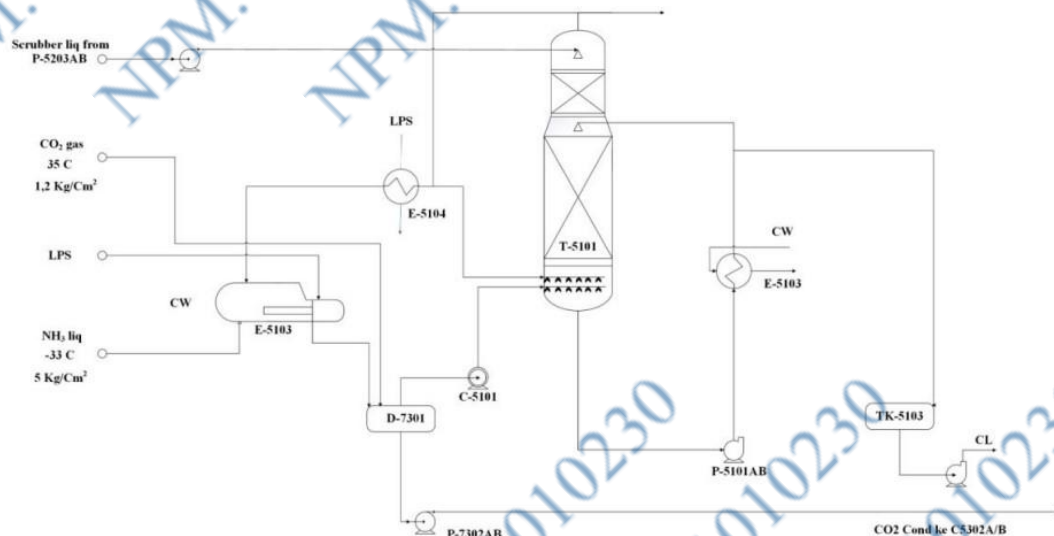 NPM.
NPM.
NPM.
Scrubber liq from
P-5203AB
CO₂ gas
35 C
1,2 Kg/Cm²
LPS
E-5104
LPS
CW
E-5103
NH₃ liq
-33 C
5 Kg/Cm²
D-7301
C-5101
T-5101
CW
E-5103
TK-5103
CL
P-5101AB
P-7302AB
CO2 Cond ke C5302A/B
010230
010230
01023